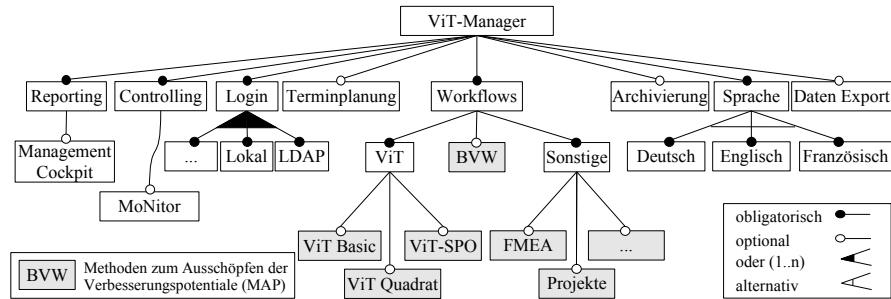 ViT-Manager
Reporting Controlling Login Terminplanung Workflows Archivierung Sprache Daten Export
Management
Cockpit
... Lokal LDAP ViT BVW Sonstige Deutsch Englisch Französisch
MoNitor
ViT Basic ViT-SPO FMEA ...
ViT Quadrat Projekte
BVW Methoden zum Ausschöpfen der
Verbesserungspotentiale (MAP)
obligatorisch
optional
oder (1..n)
alternativ